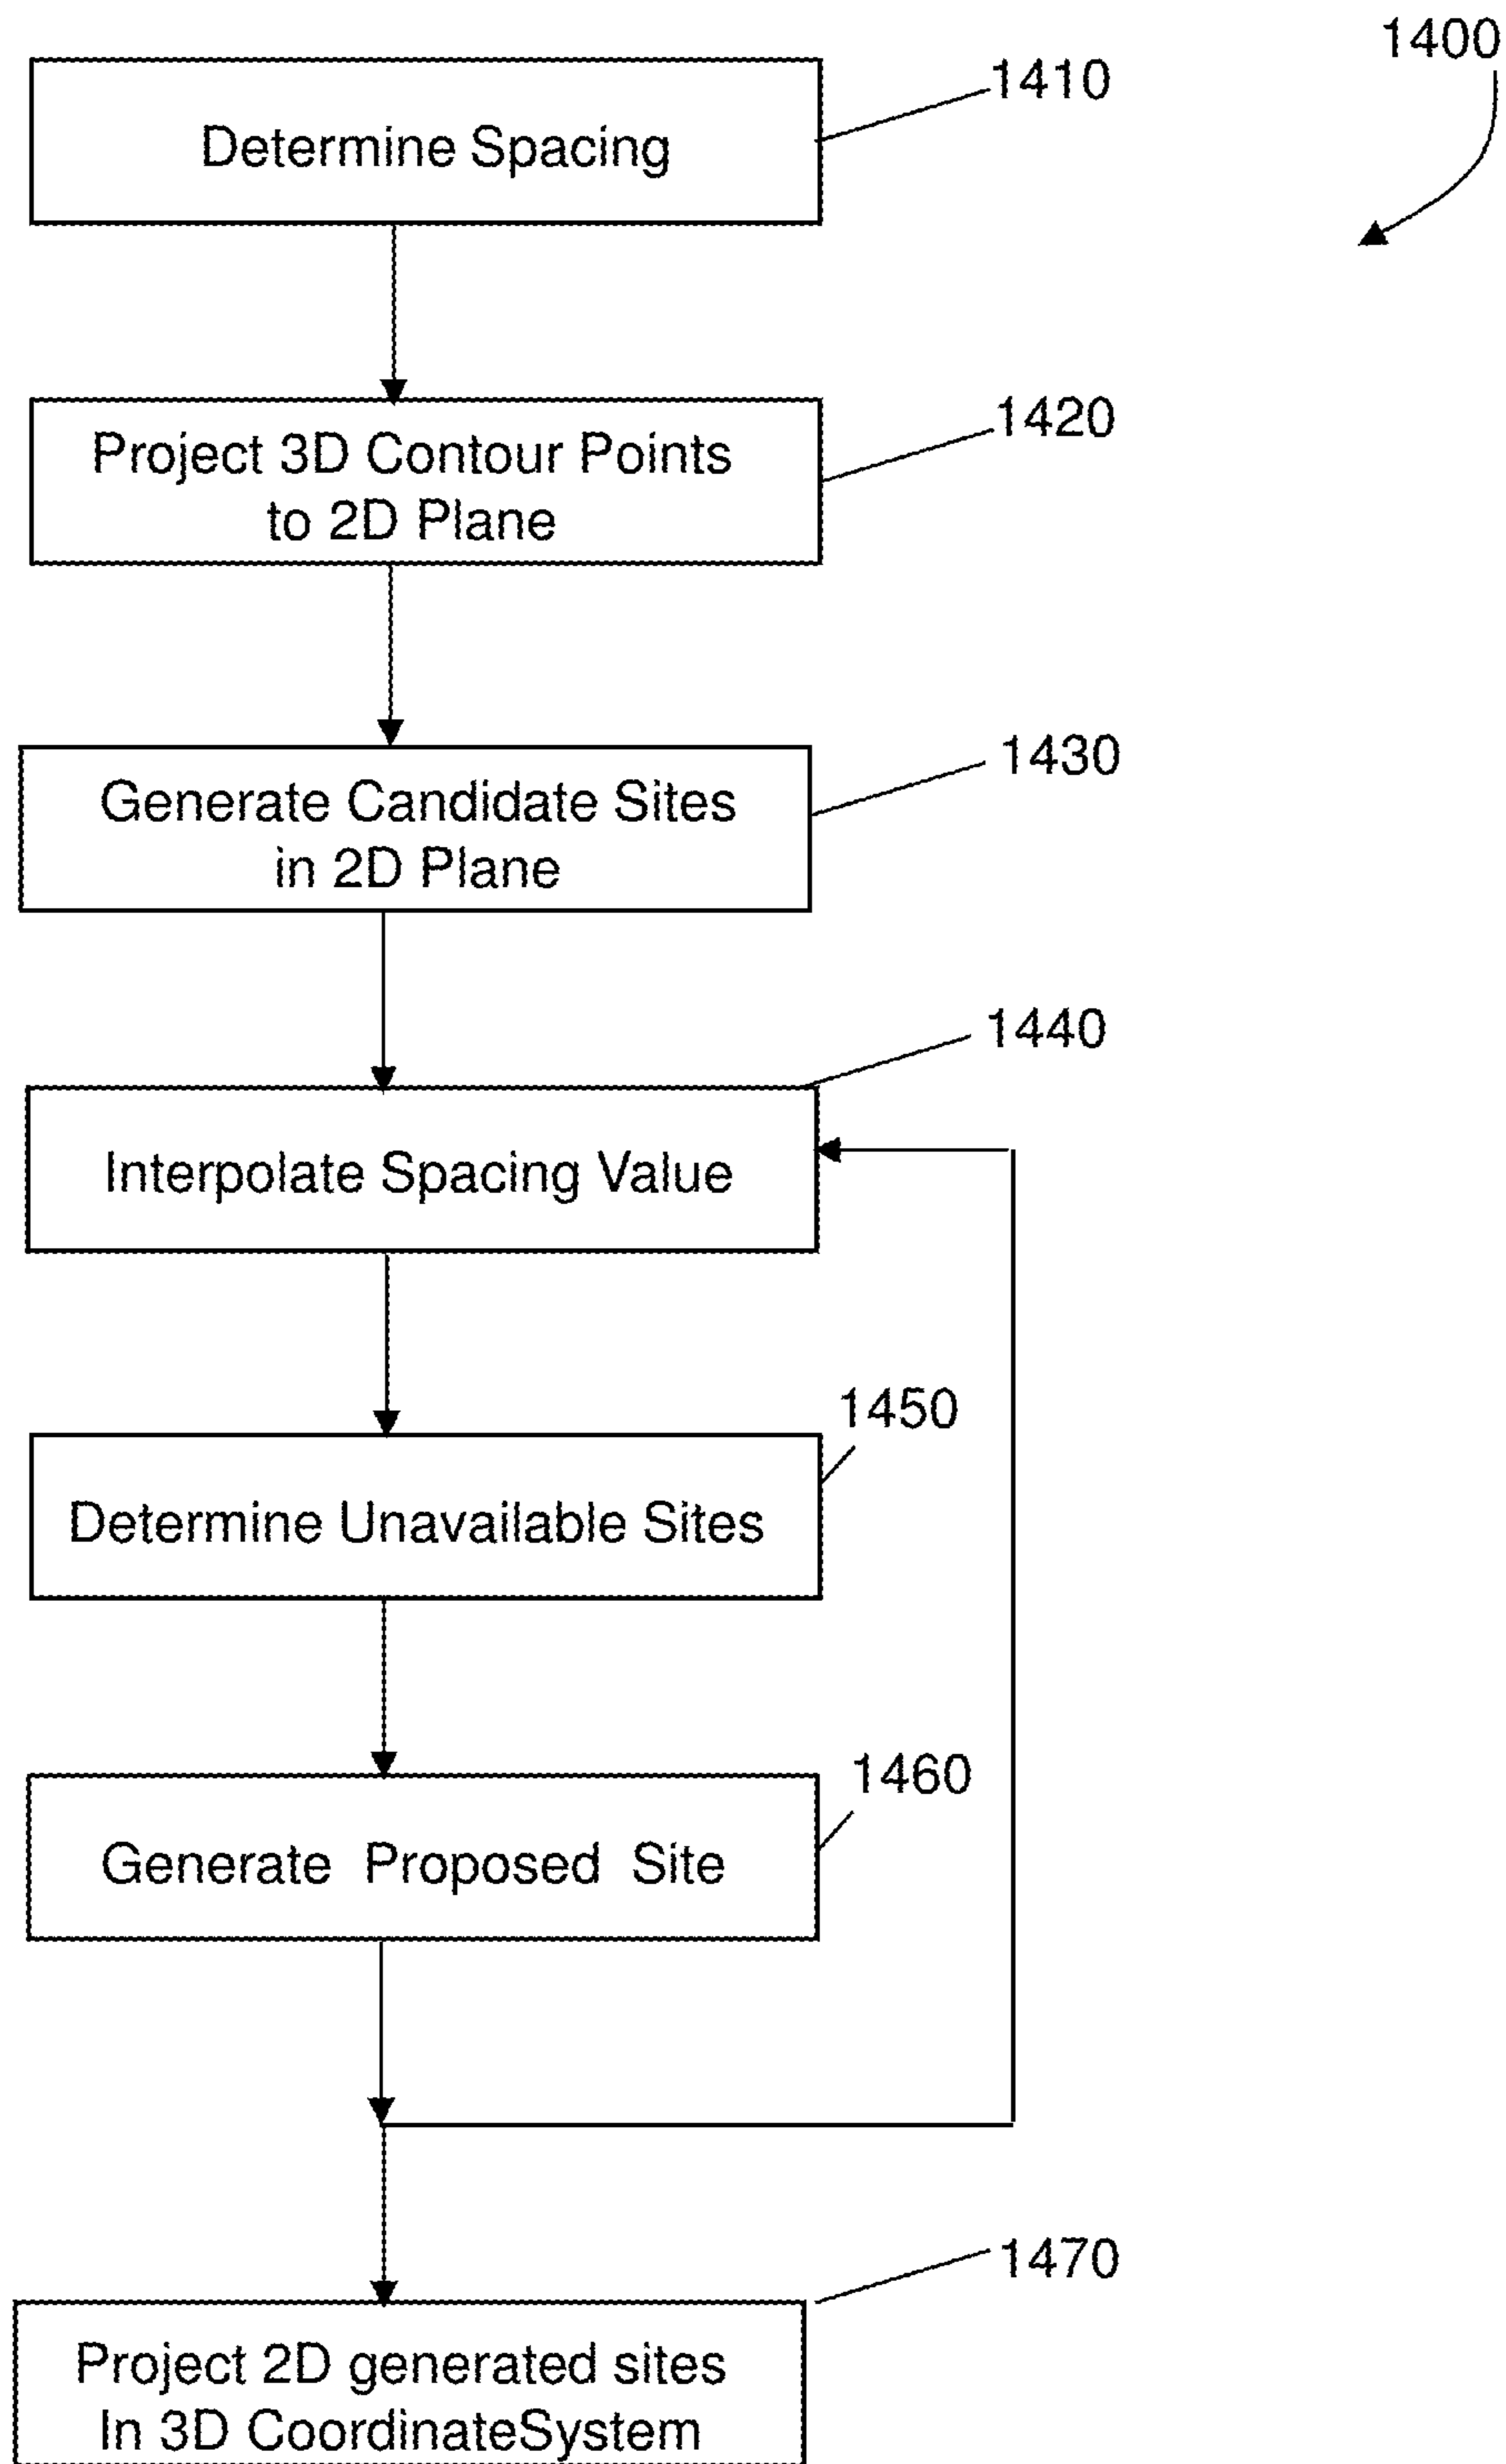 1400
1410
Determine Spacing
1420
Project 3D Contour Points
to 2D Plane
1430
Generate Candidate Sites
in 2D Plane
1440
Interpolate Spacing Value
1450
Determine Unavailable Sites
1460
Generate Proposed Site
1470
Project 2D generated sites
In 3D CoordinateSystem